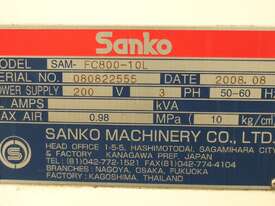 Sanko
MODEL SAM- FC800-10L
SERIAL NO. 080822555 DATE 2008.08
POWER SUPPLY 200 V 3 PH 50-60 Hz
AMPS kVA
MAX AIR 0.98 MPa ( 10 kg/cm
SANKO MACHINERY CO., LTD.
HEAD OFFICE 1-5-5, HASHIMOTODAI, SAGAMIHARA CITY
& FACTORY KANAGAWA PREF. JAPAN
TEL.(81)042-772-1521 FAX.(81)042-774-4104
BRANCHES: NAGOYA, OSAKA, FUKUOKA
FACTORY: KAGOSHIMA, THAILAND
S